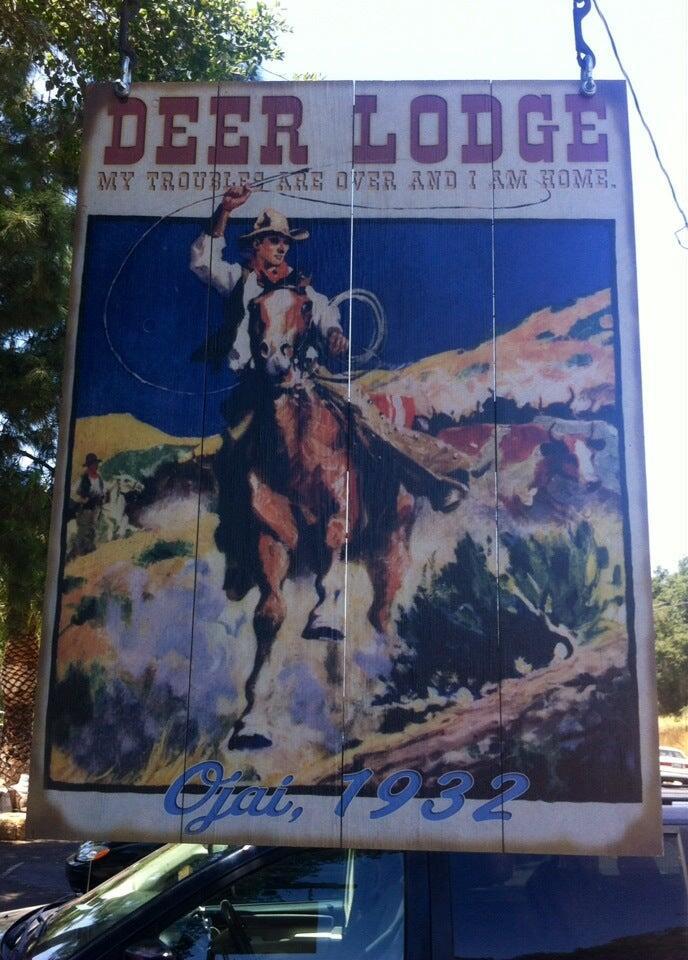 DEER LODGE
MY TROUBLES ARE OVER AND I AM HOME.
Ojai, 1932